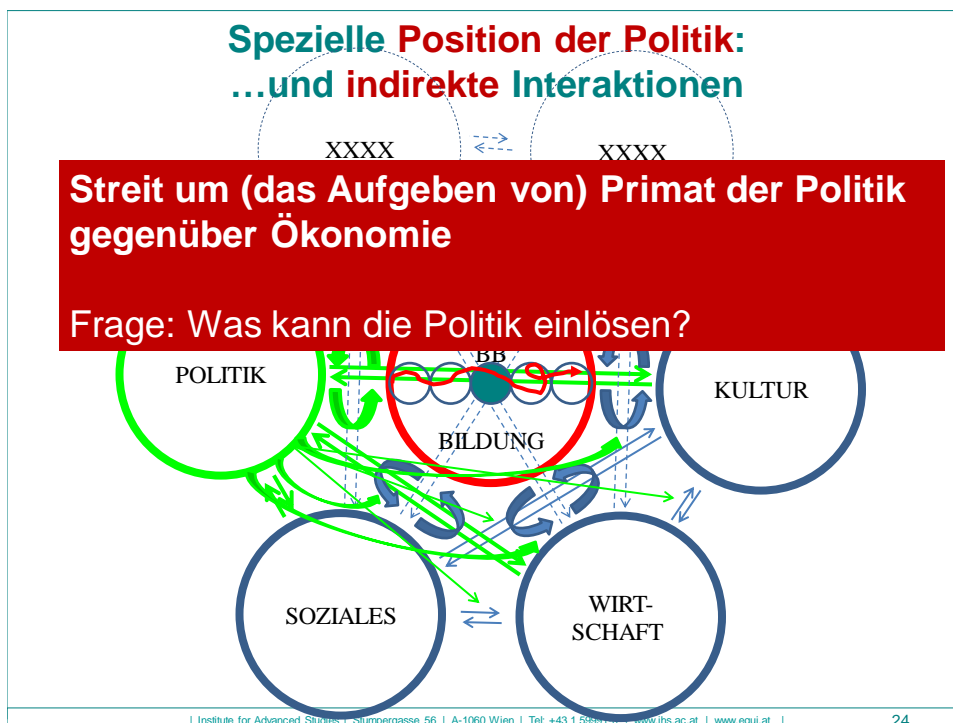 Spezielle Position der Politik:
…und indirekte Interaktionen
XXXX XXXX
Streit um (das Aufgeben von) Primat der Politik
gegenüber Ökonomie
Frage: Was kann die Politik einlösen?
BB
POLITIK
KULTUR
BILDUNG
SOZIALES
WIRT-
SCHAFT
| Institute for Advanced Studies | Stumpergasse 56 | A-1060 Wien | Tel: +43 1 www.ihs.ac.at | www.equi.at |
24